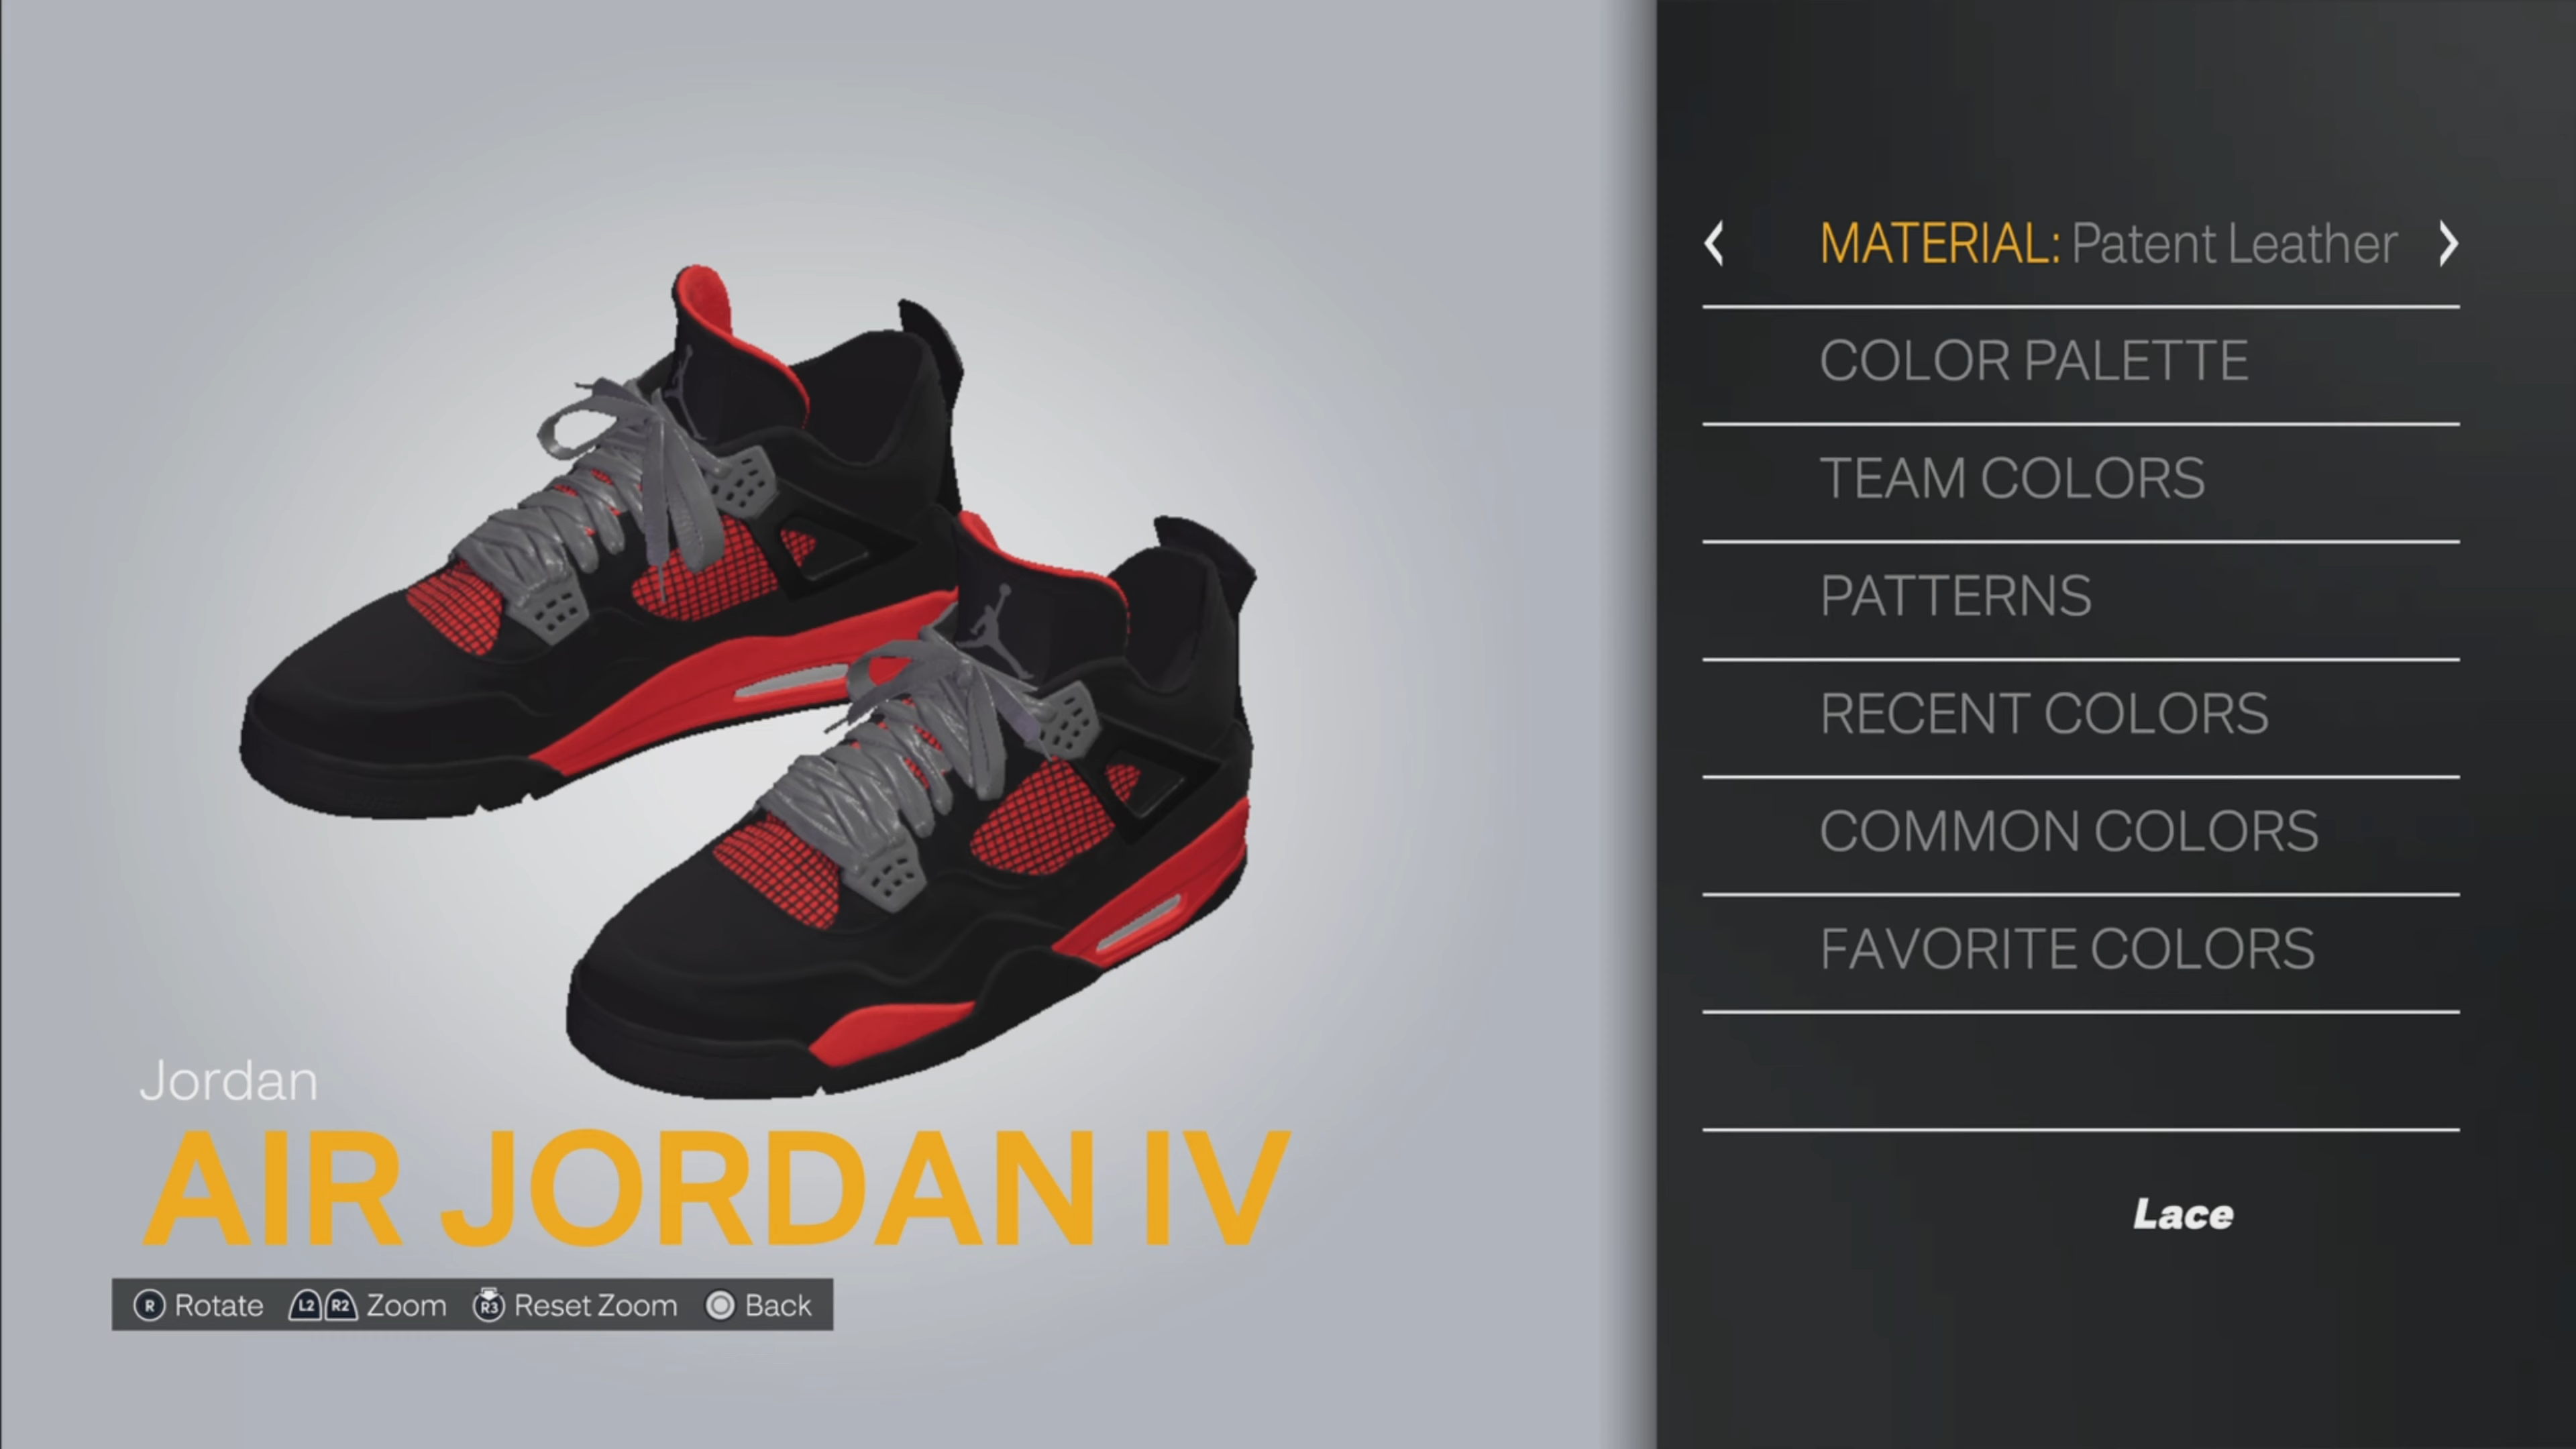 MATERIAL: Patent Leather
COLOR PALETTE
TEAM COLORS
PATTERNS
RECENT COLORS
COMMON COLORS
FAVORITE COLORS
Lace
Jordan
AIR JORDAN IV
R Rotate L2 R2 Zoom R3 Reset Zoom Back